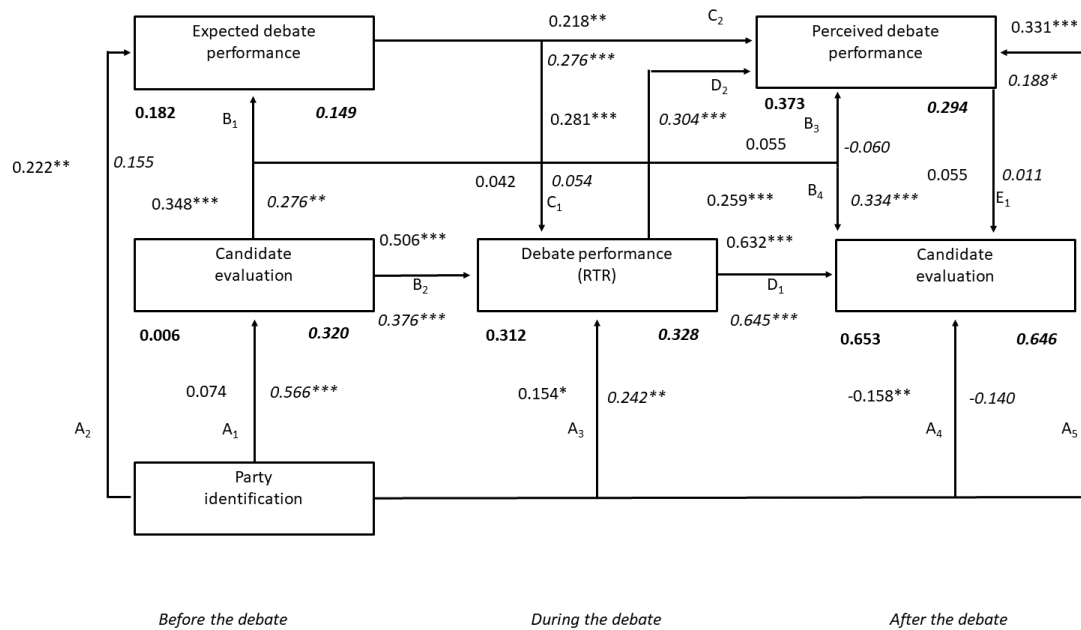 0.218**
C2
Expected debate
performance
Perceived debate
performance
0.331***
0.276***
D2
0.188*
0.182
B1
0.149
0.281***
0.304***
0.373
B3
0.294
0.222**
0.155
0.055
-0.060
0.042
0.054
0.055
0.011
0.348***
0.276**
C1
0.259***
B4
0.334***
E1
Candidate
evaluation
0.506***
B2
0.376***
Debate performance
(RTR)
0.632***
D1
0.645***
Candidate
evaluation
0.006
0.320
0.312
0.328
0.653
0.646
0.074
0.566***
0.154*
0.242**
-0.158**
-0.140
A2
A1
A3
A4
A5
Party
identification
Before the debate
During the debate
After the debate